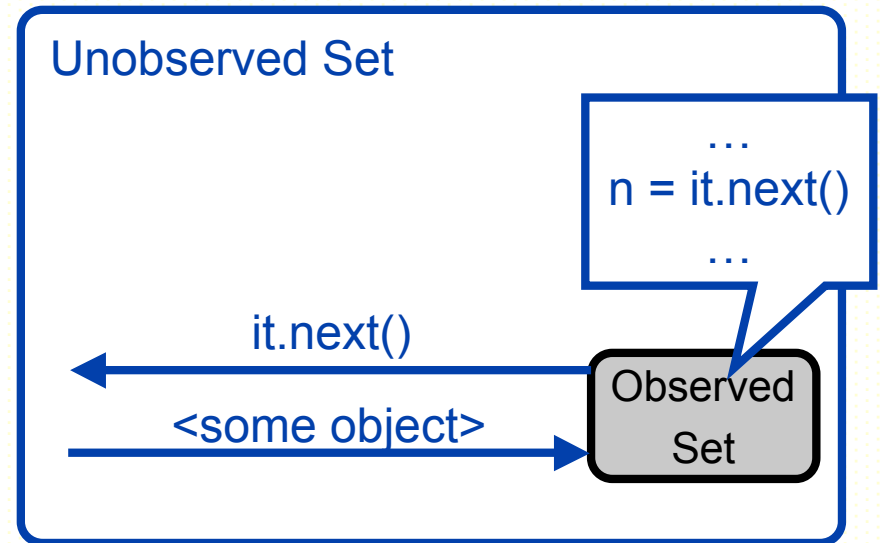 Unobserved Set
…
n = it.next()
…
it.next()
<some object>
Observed
Set